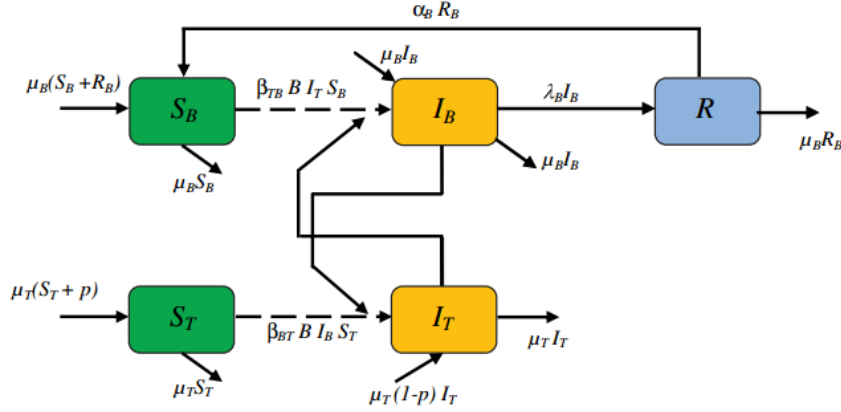 α_B R_B
μ_B(S_B + R_B)
S_B
β_TB B I_T S_B
μ_B I_B
I_B
λ_B I_B
R
μ_B R_B
μ_B S_B
μ_B I_B
μ_T(S_T + p)
S_T
β_BT B I_B S_T
I_T
μ_T I_T
μ_T S_T
μ_T (1-p) I_T